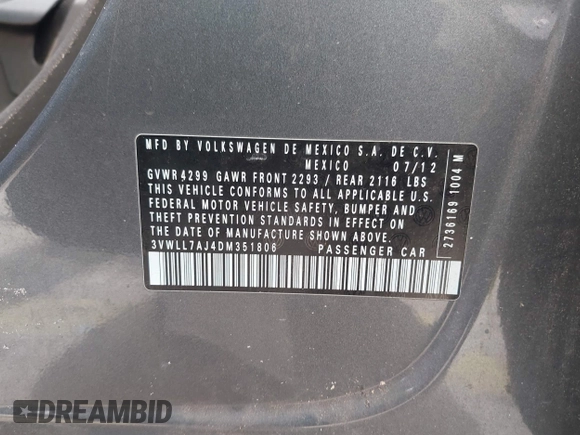 MFD BY VOLKSWAGEN DE MEXICO S.A. DE C.V.
MEXICO 07/12
GVWR 4299 GAWR FRONT 2293 / REAR 2116 LBS
THIS VEHICLE CONFORMS TO ALL APPLICABLE U.S.
FEDERAL MOTOR VEHICLE SAFETY, BUMPER AND
THEFT PREVENTION STANDARDS IN EFFECT ON
THE DATE OF MANUFACTURE SHOWN ABOVE.
3VWLL7AJ4DM351806 PASSENGER CAR
2736169 1004 M
DREAMBID